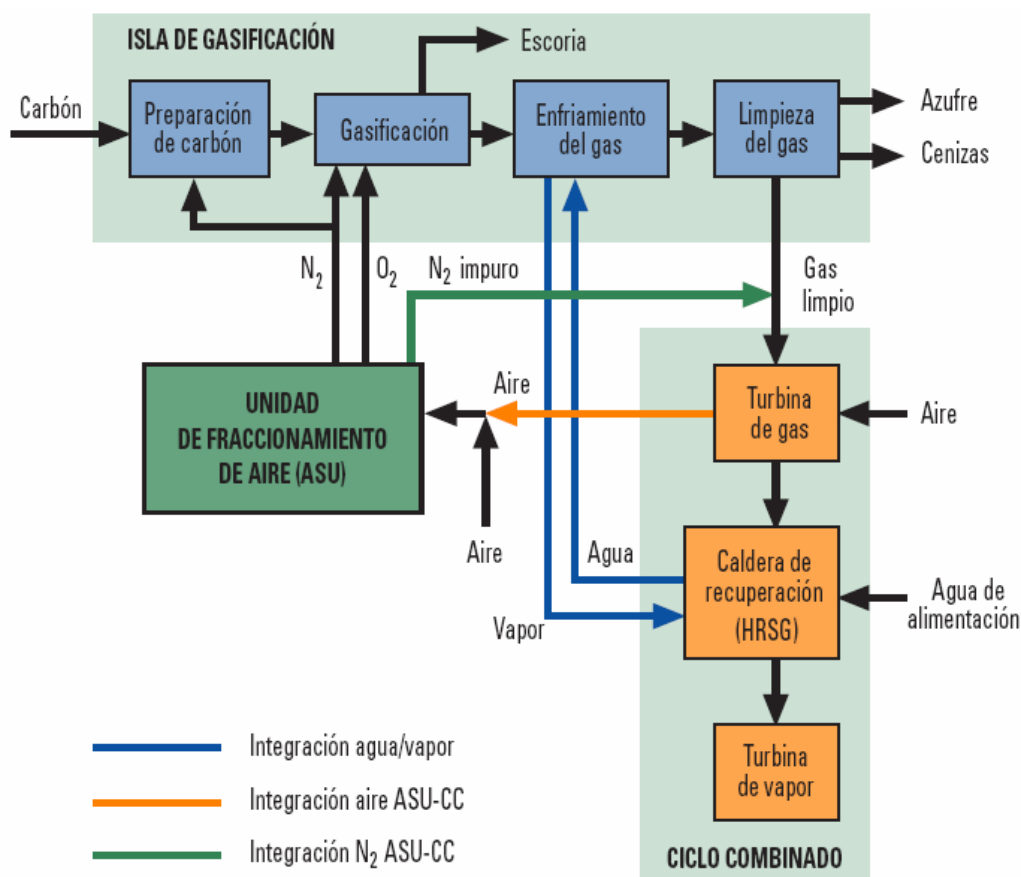 ISLA DE GASIFICACIÓN
Escoria
Carbón
Preparación
de carbón
Gasificación
Enfriamiento
del gas
Limpieza
del gas
Azufre
Cenizas
N2
O2
N2 impuro
Gas
limpio
UNIDAD
DE FRACCIONAMIENTO
DE AIRE (ASU)
Aire
Turbina
de gas
Aire
Aire
Agua
Vapor
Caldera de
recuperación
(HRSG)
Agua de
alimentación
Turbina
de vapor
Integración agua/vapor
Integración aire ASU-CC
Integración N2 ASU-CC
CICLO COMBINADO